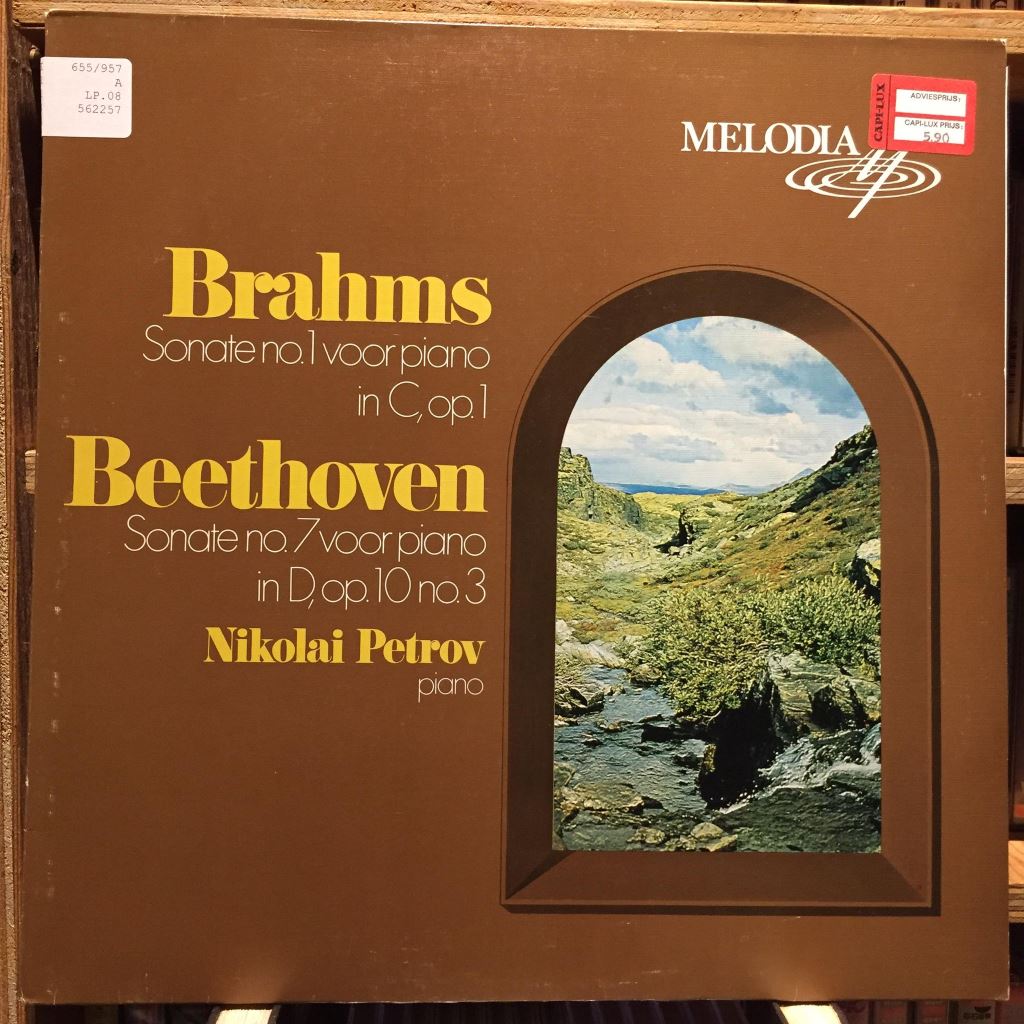 655/957
A
LP.08
562257
CAPI-LUX
ADVIESPRIJS:
CAPI-LUX PRIJS:
5.90
MELODIA
Brahms
Sonate no. 1 voor piano
in C, op. 1
Beethoven
Sonate no. 7 voor piano
in D, op. 10 no. 3
Nikolai Petrov
piano